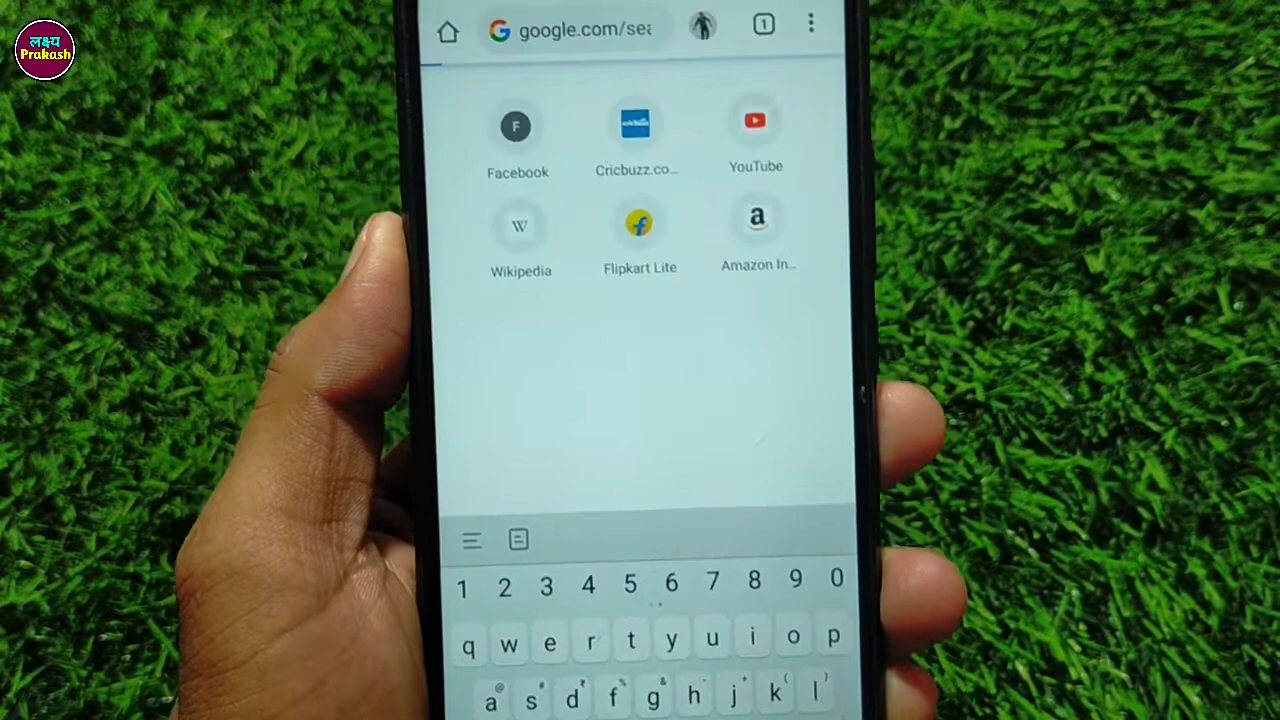 लक्ष्य
Prakash
google.com/sea
1
F
cricbuzz
Facebook
Cricbuzz.co...
YouTube
W
f
a
Wikipedia
Flipkart Lite
Amazon In...
1 2 3 4 5 6 7 8 9 0
q w e r t y u i o p
@ # ₹ % & - + ( )
a s d f g h j k l